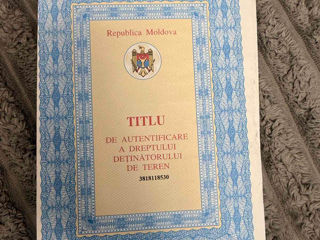 Republica Moldova
TITLU
DE AUTENTIFICARE
A DREPTULUI
DEȚINĂTORULUI
DE TEREN
3818118530